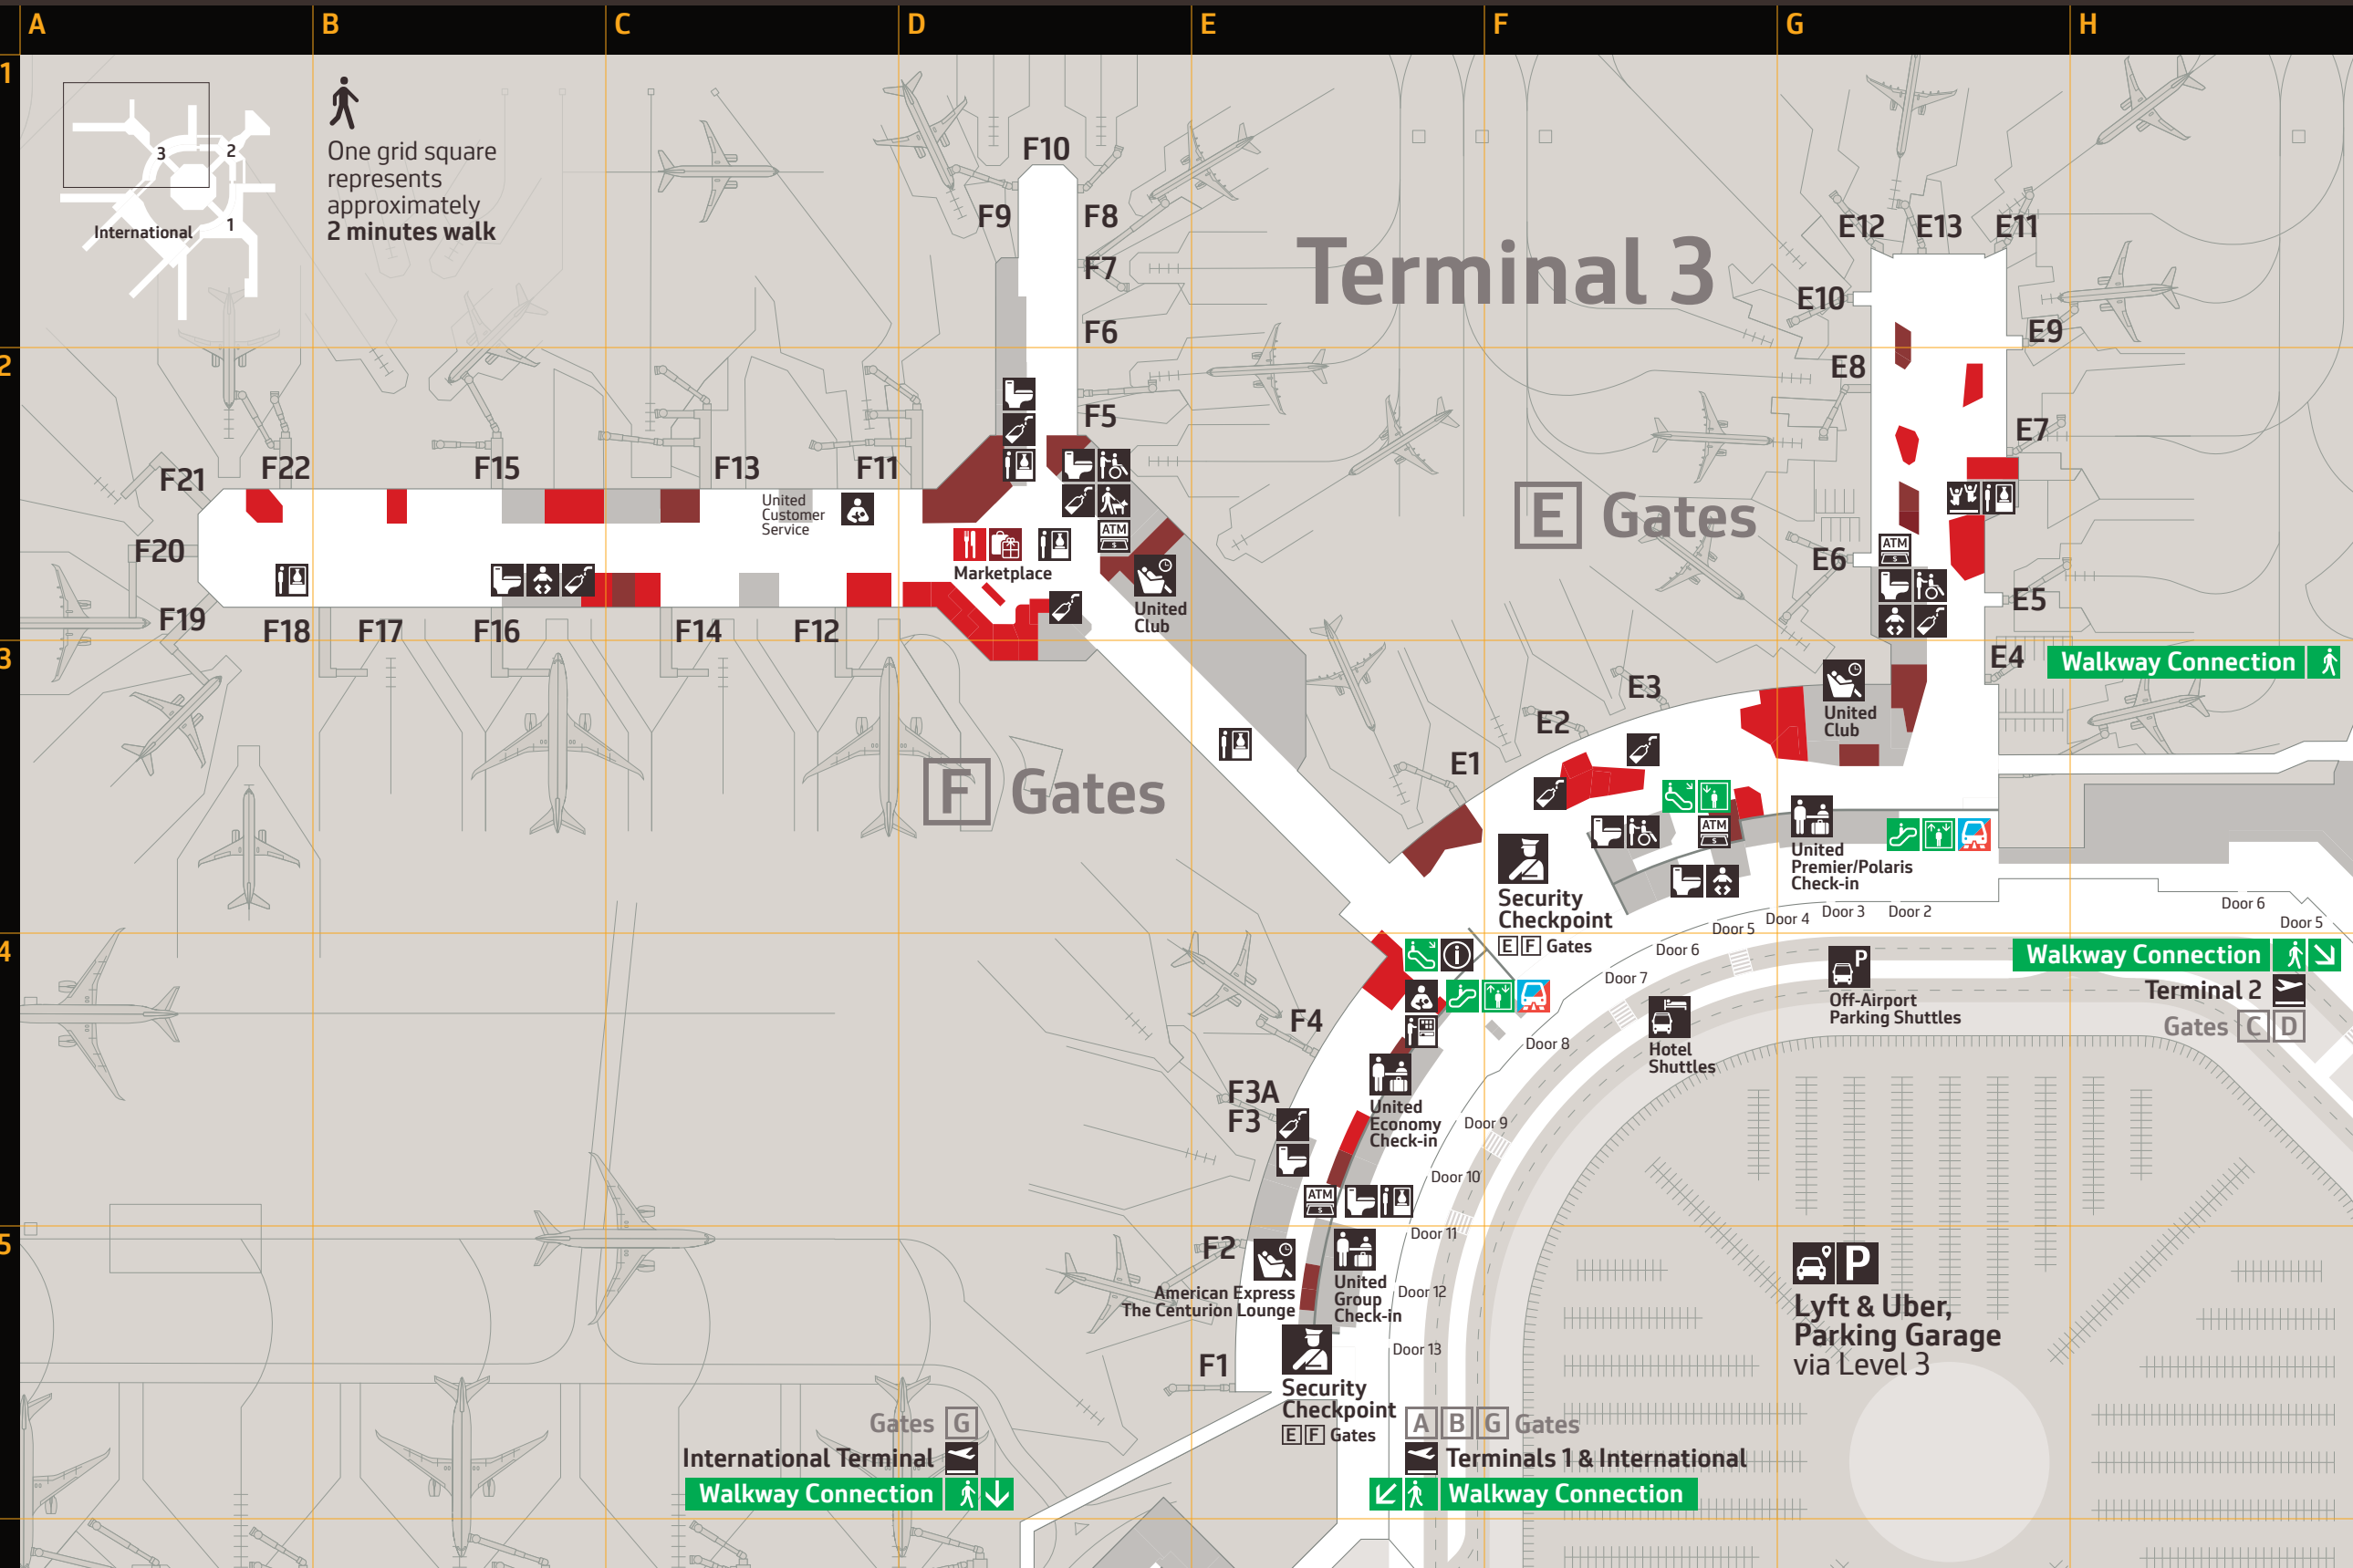 A B C D E F G H
1
2
3
4
5
3
2
1
International
One grid square
represents
approximately
2 minutes walk
Terminal 3
F10
F9
F8
F7
F6
F5
E12
E13
E11
E10
E9
E8
E7
E6
E5
E4
F21
F22
F15
F13
F11
F20
F19
F18
F17
F16
F14
F12
United
Customer
Service
ATM
$
Marketplace
United
Club
E Gates
ATM
$
Walkway Connection
E3
E2
E1
United
Club
F Gates
ATM
$
United
Premier/Polaris
Check-in
Security
Checkpoint
E F Gates
Door 2
Door 3
Door 4
Door 5
Door 6
Door 7
Door 8
Door 9
Door 10
Door 11
Door 12
Door 13
Door 6
Door 5
i
P
Off-Airport
Parking Shuttles
Hotel
Shuttles
Walkway Connection
Terminal 2
Gates C D
F4
F3A
F3
United
Economy
Check-in
ATM
$
F2
American Express
The Centurion Lounge
United
Group
Check-in
F1
Security
Checkpoint
E F Gates
P
Lyft & Uber,
Parking Garage
via Level 3
Gates G
International Terminal
Walkway Connection
A B G Gates
Terminals 1 & International
Walkway Connection